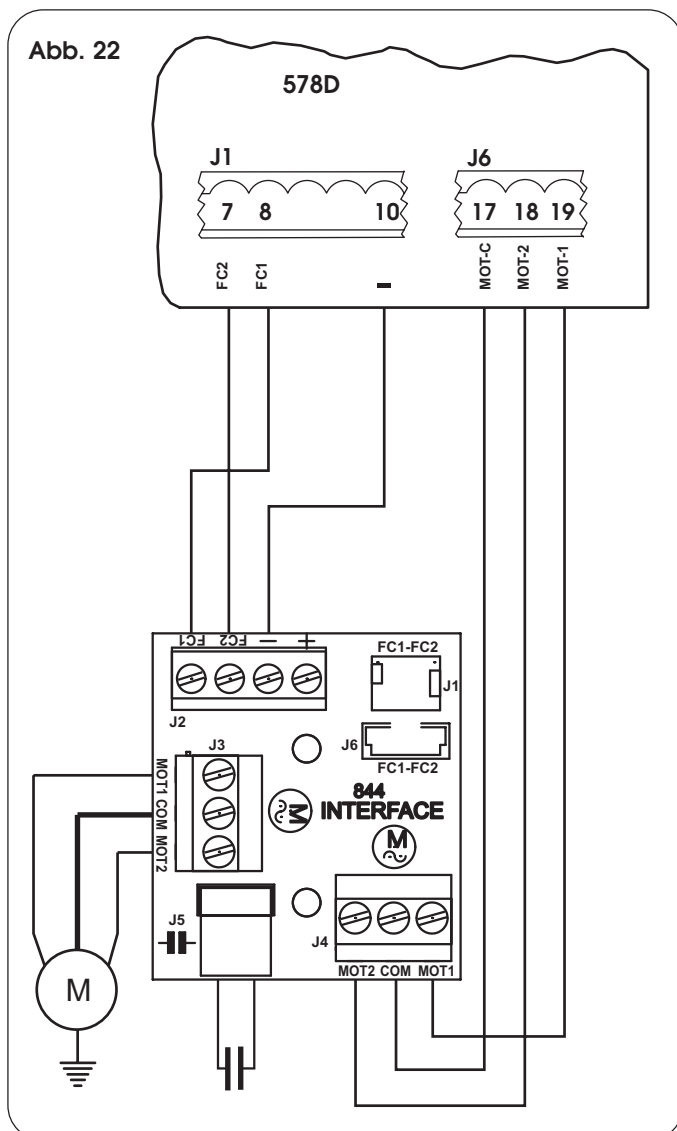 Abb. 22
578D
J1
J6
7 8 10
17 18 19
FC2
FC1
-
MOT-C
MOT-2
MOT-1
FC1 FC2 - +
FC1-FC2
J1
J2
J3
J6
FC1-FC2
MOT1 COM MOT2
844
INTERFACE
M
M
J5
J4
MOT2 COM MOT1
M